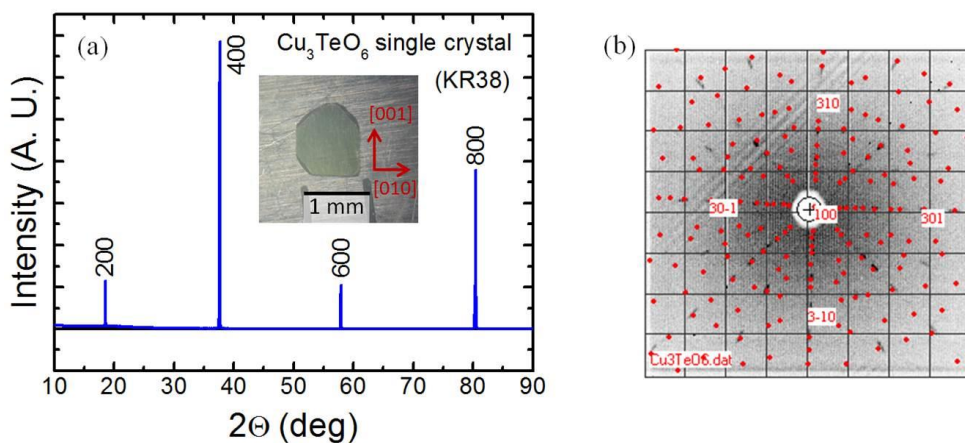 (a)
Cu₃TeO₆ single crystal
(KR38)
400
800
200
600
[001]
[010]
1 mm
Intensity (A. U.)
10 20 30 40 50 60 70 80 90
2Θ (deg)
(b)
310
30-1
100
301
3-10
Cu3TeO6.dat